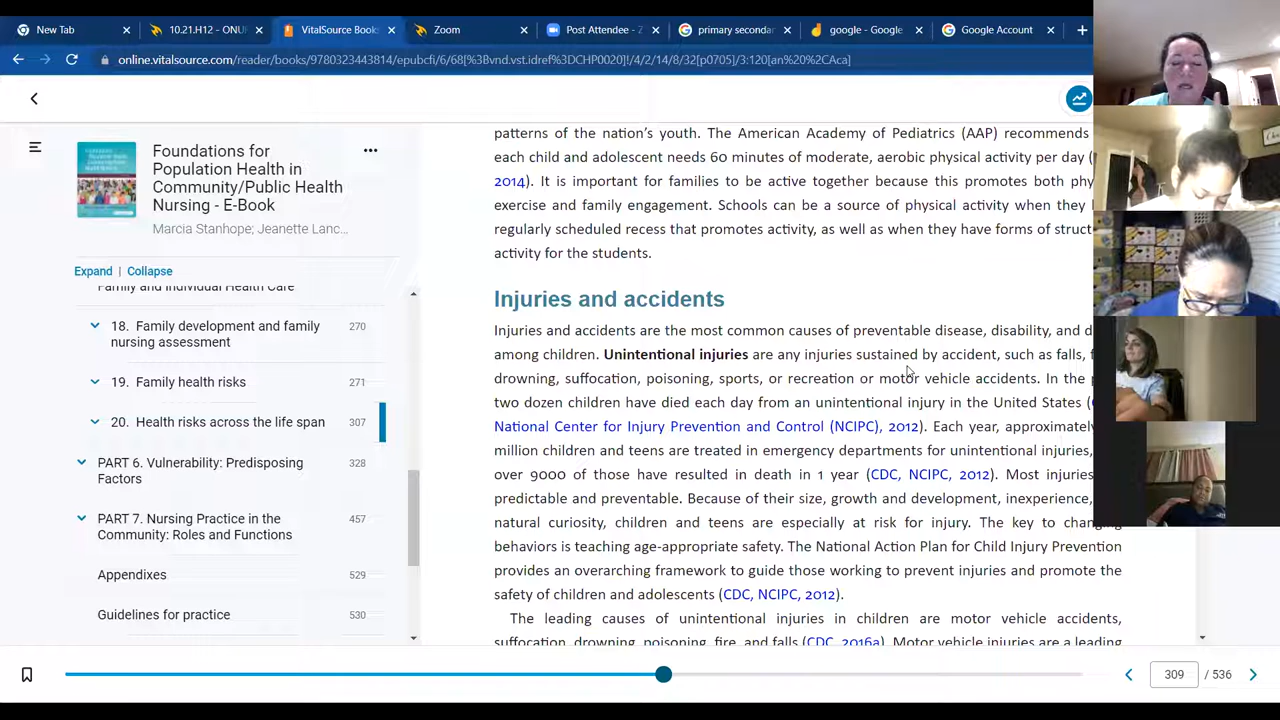 New Tab
10.21.H12 - ONUR
VitalSource Book
Zoom
Post Attendee - Z
primary seconda
google - Google
Google Account
online.vitalsource.com/reader/books/9780323443814/epubcfi/6/68[%3Bvnd.vst.idref%3DCHP0020]!/4/2/14/8/32[p0705]/3:120[an%20%2CAca]
Foundations for
Population Health in
Community/Public Health
Nursing - E-Book
Marcia Stanhope; Jeanette Lanc...
Expand | Collapse
Family and Individual Health Care
18. Family development and family 270
nursing assessment
19. Family health risks 271
20. Health risks across the life span 307
PART 6. Vulnerability: Predisposing 328
Factors
PART 7. Nursing Practice in the 457
Community: Roles and Functions
Appendixes 529
Guidelines for practice 530
patterns of the nation's youth. The American Academy of Pediatrics (AAP) recommends
each child and adolescent needs 60 minutes of moderate, aerobic physical activity per day (
2014). It is important for families to be active together because this promotes both phy
exercise and family engagement. Schools can be a source of physical activity when they
regularly scheduled recess that promotes activity, as well as when they have forms of struct
activity for the students.
Injuries and accidents
Injuries and accidents are the most common causes of preventable disease, disability, and d
among children. Unintentional injuries are any injuries sustained by accident, such as falls,
drowning, suffocation, poisoning, sports, or recreation or motor vehicle accidents. In the
two dozen children have died each day from an unintentional injury in the United States (
National Center for Injury Prevention and Control (NCIPC), 2012). Each year, approximately
million children and teens are treated in emergency departments for unintentional injuries,
over 9000 of those have resulted in death in 1 year (CDC, NCIPC, 2012). Most injuries
predictable and preventable. Because of their size, growth and development, inexperience,
natural curiosity, children and teens are especially at risk for injury. The key to changing
behaviors is teaching age-appropriate safety. The National Action Plan for Child Injury Prevention
provides an overarching framework to guide those working to prevent injuries and promote the
safety of children and adolescents (CDC, NCIPC, 2012).
The leading causes of unintentional injuries in children are motor vehicle accidents,
suffocation, drowning, poisoning, fire, and falls (CDC, 2016a). Motor vehicle injuries are a leading
309 / 536